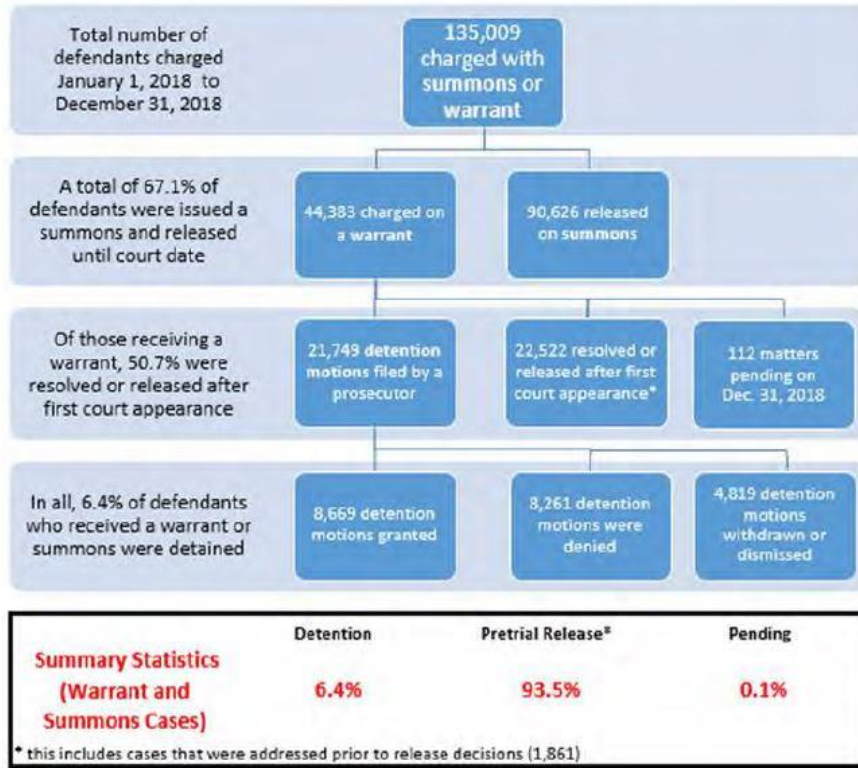 Total number of
defendants charged
January 1, 2018 to
December 31, 2018
135,009
charged with
summons or
warrant
A total of 67.1% of
defendants were issued a
summons and released
until court date
44,383 charged on
a warrant
90,626 released
on summons
Of those receiving a
warrant, 50.7% were
resolved or released after
first court appearance
21,749 detention
motions filed by a
prosecutor
22,522 resolved or
released after first
court appearance*
112 matters
pending on
Dec. 31, 2018
In all, 6.4% of defendants
who received a warrant or
summons were detained
8,669 detention
motions granted
8,261 detention
motions were
denied
4,819 detention
motions
withdrawn or
dismissed
Summary Statistics
(Warrant and
Summons Cases)
Detention
Pretrial Release*
Pending
6.4%
93.5%
0.1%
* this includes cases that were addressed prior to release decisions (1,861)